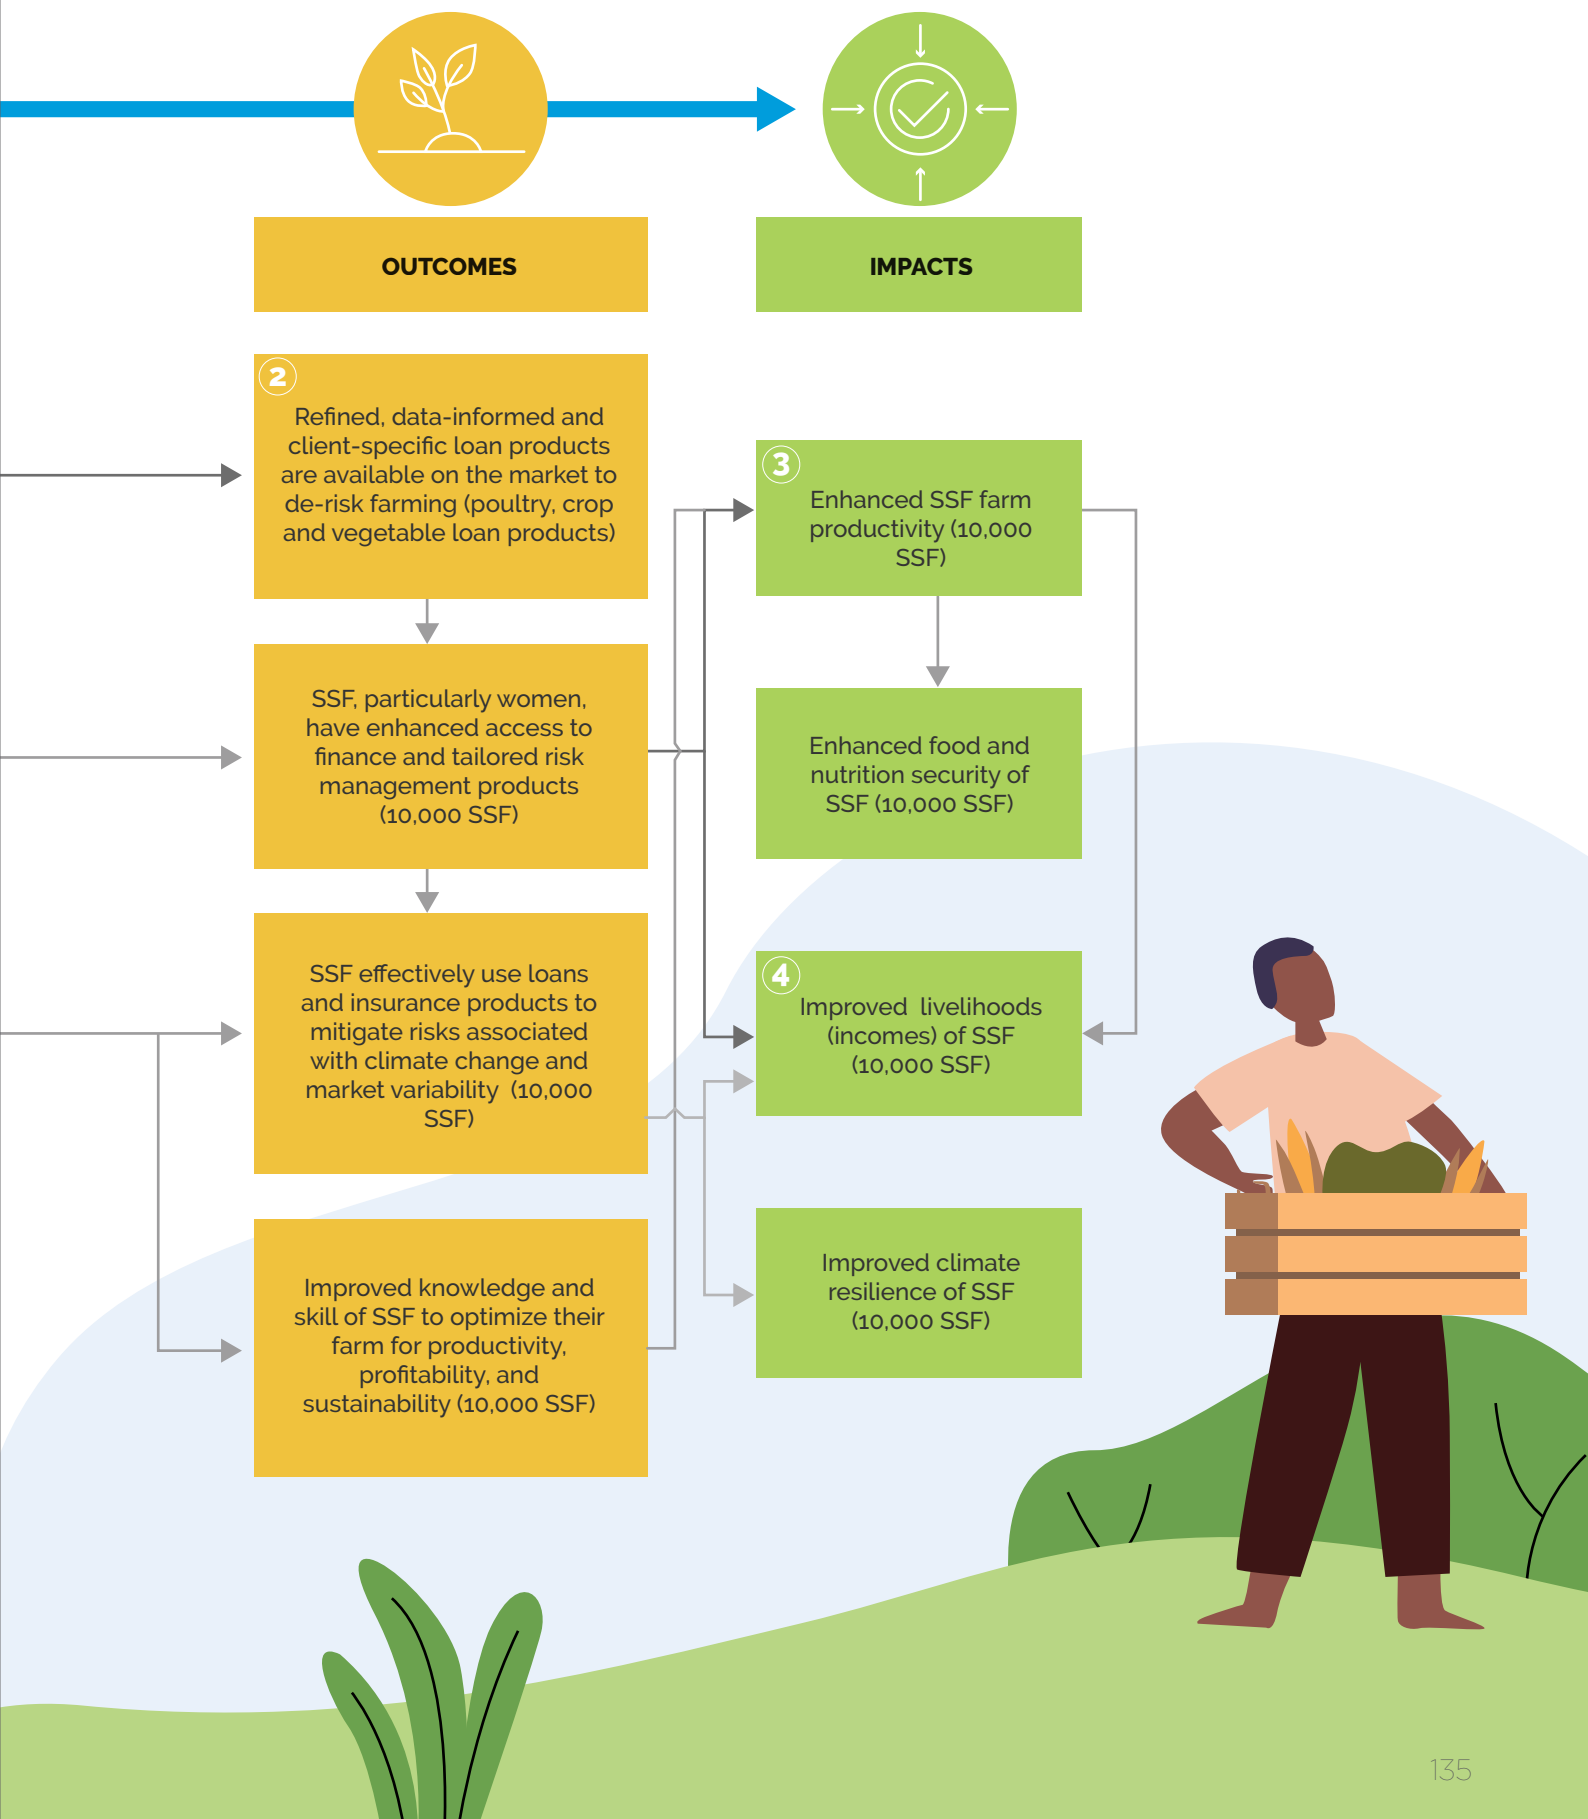 OUTCOMES
IMPACTS
2
Refined, data-informed and
client-specific loan products
are available on the market to
de-risk farming (poultry, crop
and vegetable loan products)
SSF, particularly women,
have enhanced access to
finance and tailored risk
management products
(10,000 SSF)
SSF effectively use loans
and insurance products to
mitigate risks associated
with climate change and
market variability (10,000
SSF)
Improved knowledge and
skill of SSF to optimize their
farm for productivity,
profitability, and
sustainability (10,000 SSF)
3
Enhanced SSF farm
productivity (10,000
SSF)
Enhanced food and
nutrition security of
SSF (10,000 SSF)
4
Improved livelihoods
(incomes) of SSF
(10,000 SSF)
Improved climate
resilience of SSF
(10,000 SSF)
135